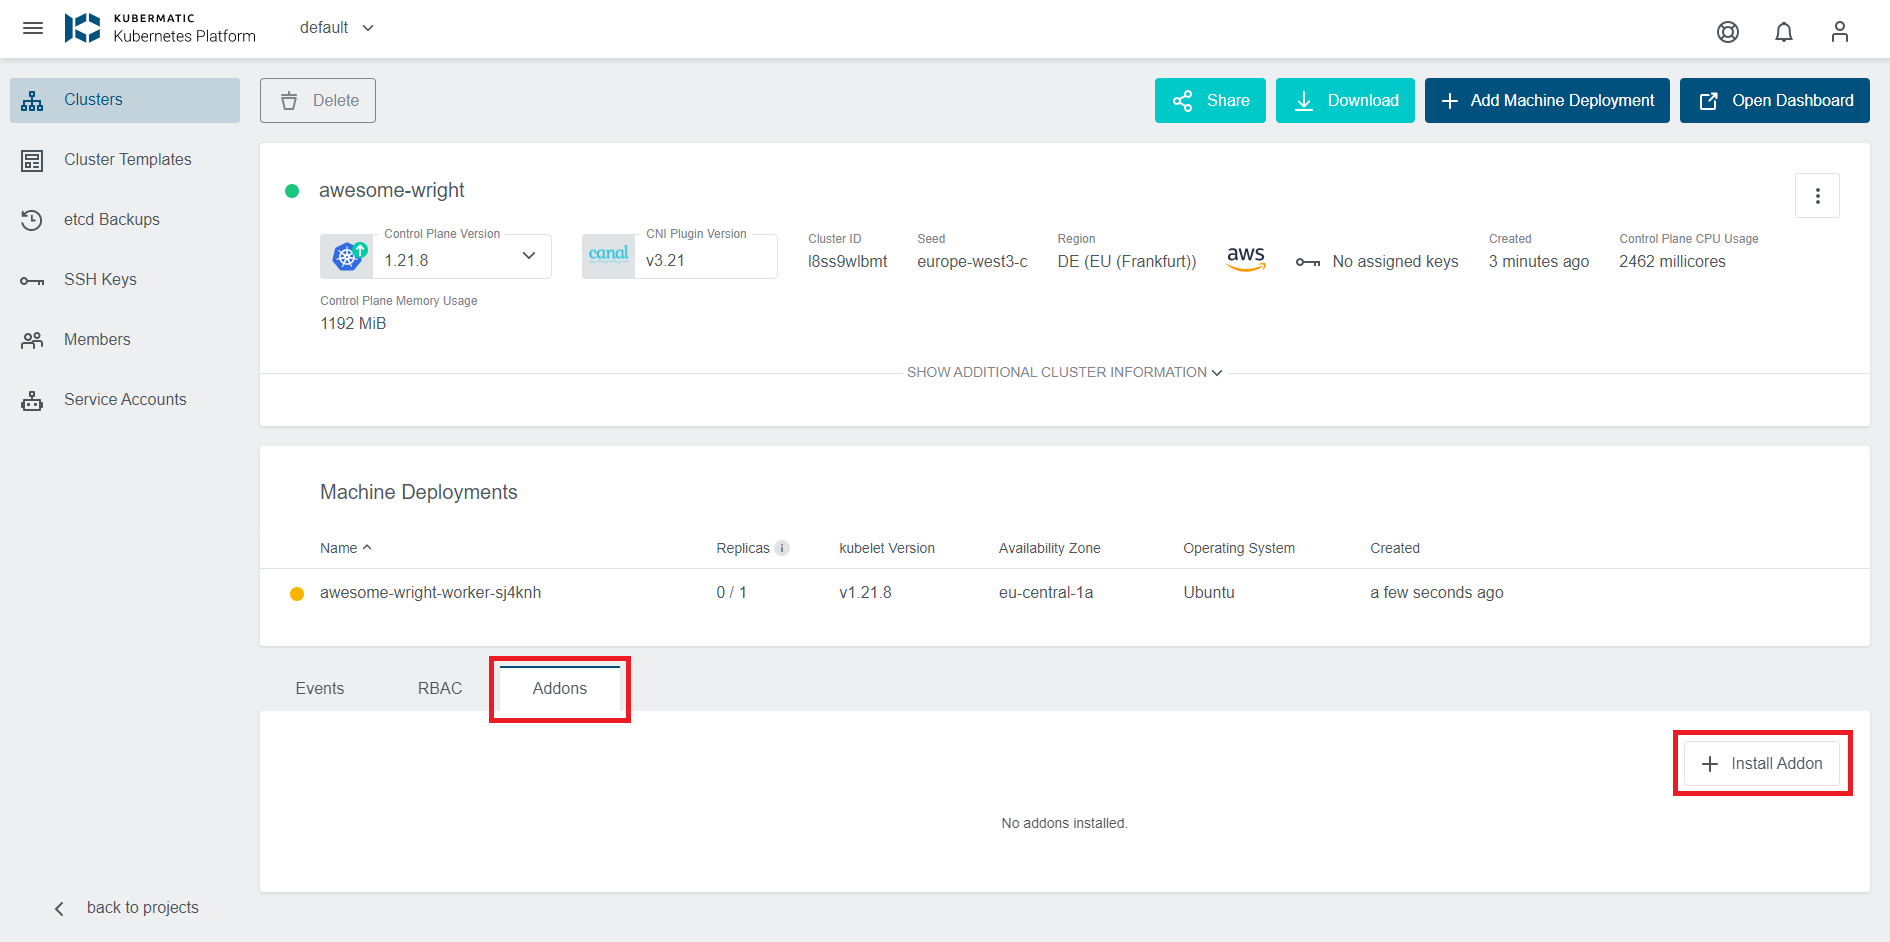 KUBERMATIC
Kubernetes Platform
default
Clusters
Cluster Templates
etcd Backups
SSH Keys
Members
Service Accounts
back to projects
Delete
Share
Download
Add Machine Deployment
Open Dashboard
awesome-wright
Control Plane Version
1.21.8
canal
CNI Plugin Version
v3.21
Cluster ID
l8ss9wlbmt
Seed
europe-west3-c
Region
DE (EU (Frankfurt))
aws
No assigned keys
Created
3 minutes ago
Control Plane CPU Usage
2462 millicores
Control Plane Memory Usage
1192 MiB
SHOW ADDITIONAL CLUSTER INFORMATION
Machine Deployments
Name Replicas i kubelet Version Availability Zone Operating System Created
awesome-wright-worker-sj4knh 0 / 1 v1.21.8 eu-central-1a Ubuntu a few seconds ago
Events RBAC Addons
Install Addon
No addons installed.